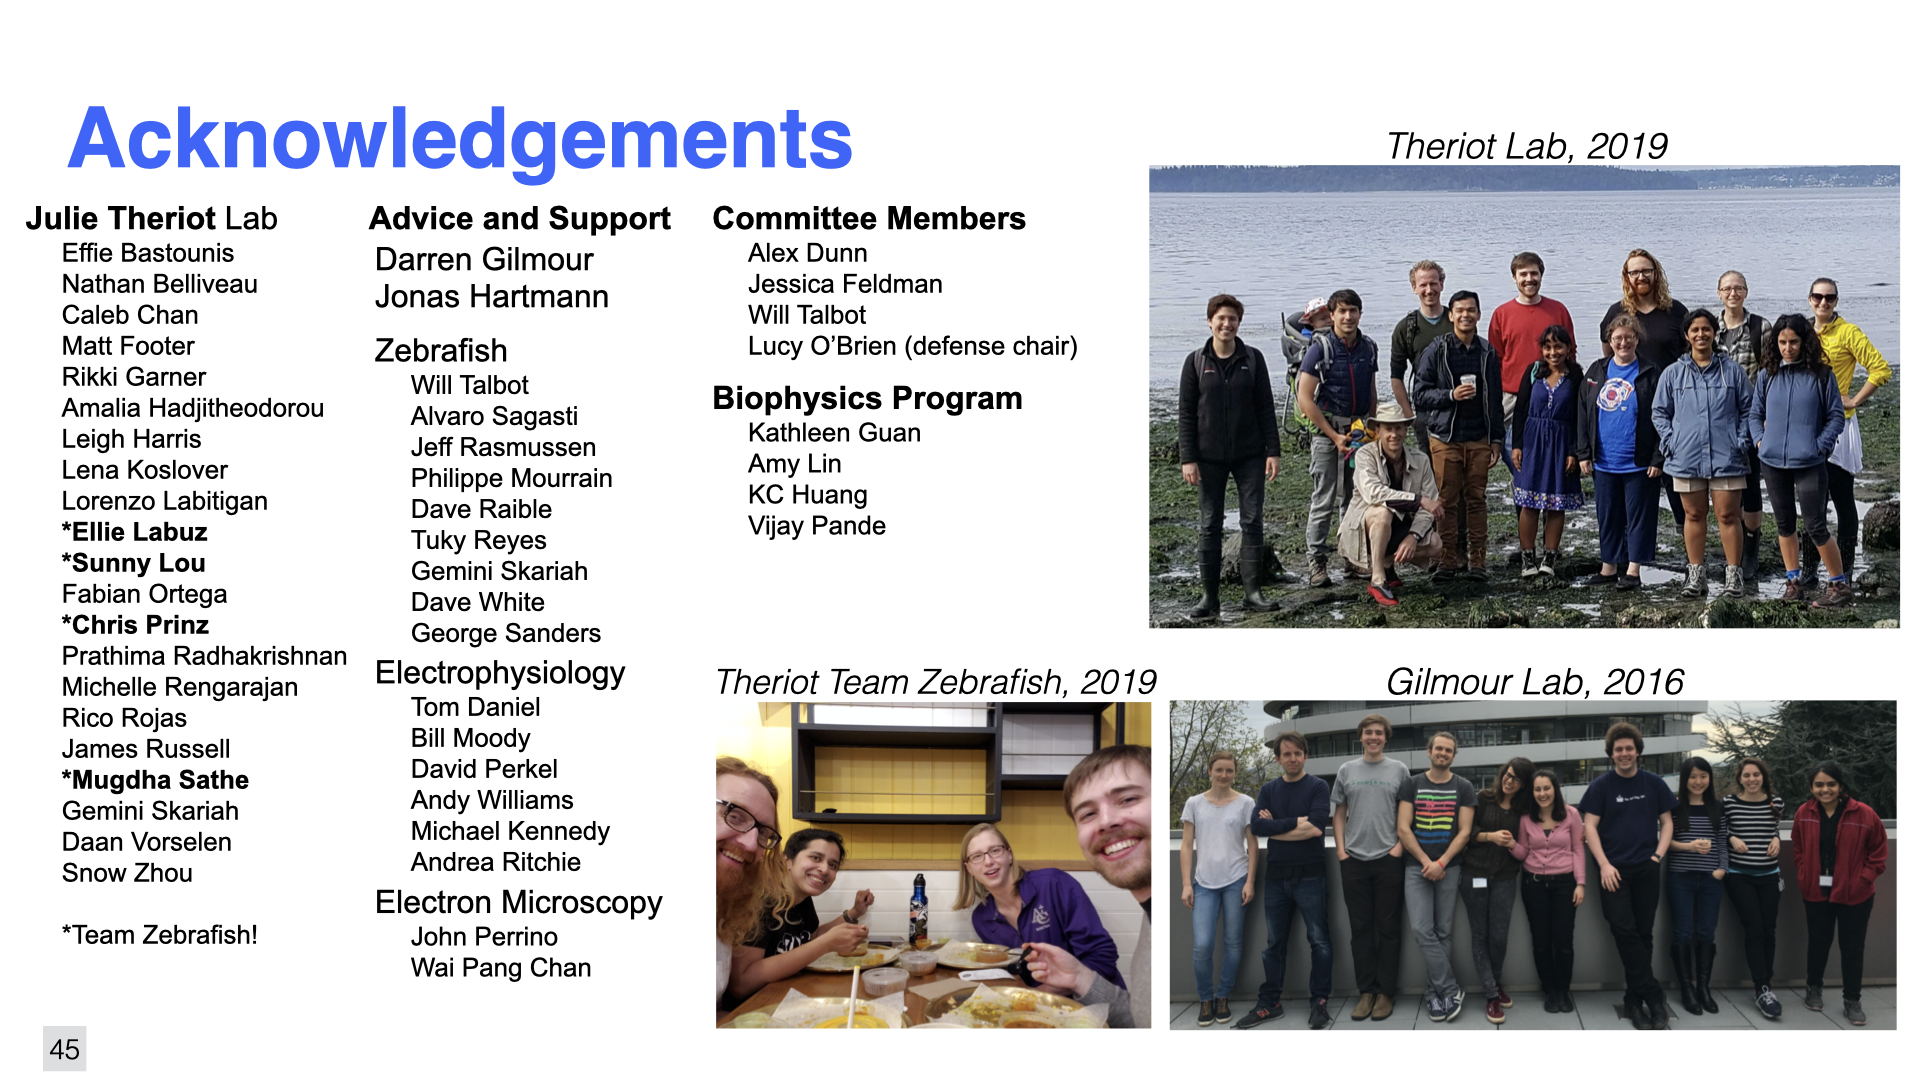 Acknowledgements
Julie Theriot Lab
Effie Bastounis
Nathan Belliveau
Caleb Chan
Matt Footer
Rikki Garner
Amalia Hadjitheodorou
Leigh Harris
Lena Koslover
Lorenzo Labitigan
*Ellie Labuz
*Sunny Lou
Fabian Ortega
*Chris Prinz
Prathima Radhakrishnan
Michelle Rengarajan
Rico Rojas
James Russell
*Mugdha Sathe
Gemini Skariah
Daan Vorselen
Snow Zhou
*Team Zebrafish!
Advice and Support
Darren Gilmour
Jonas Hartmann
Zebrafish
Will Talbot
Alvaro Sagasti
Jeff Rasmussen
Philippe Mourrain
Dave Raible
Tuky Reyes
Gemini Skariah
Dave White
George Sanders
Electrophysiology
Tom Daniel
Bill Moody
David Perkel
Andy Williams
Michael Kennedy
Andrea Ritchie
Electron Microscopy
John Perrino
Wai Pang Chan
Committee Members
Alex Dunn
Jessica Feldman
Will Talbot
Lucy O’Brien (defense chair)
Biophysics Program
Kathleen Guan
Amy Lin
KC Huang
Vijay Pande
Theriot Lab, 2019
Theriot Team Zebrafish, 2019
Gilmour Lab, 2016
45